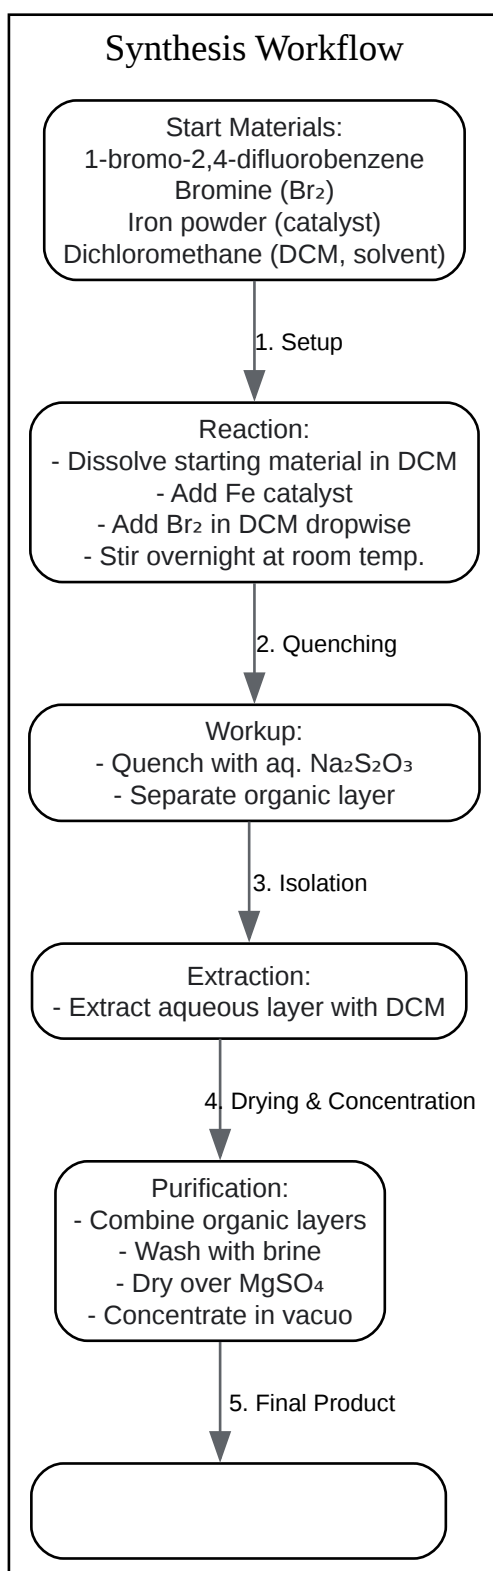 Synthesis Workflow
Start Materials:
1-bromo-2,4-difluorobenzene
Bromine (Br₂)
Iron powder (catalyst)
Dichloromethane (DCM, solvent)
1. Setup
Reaction:
- Dissolve starting material in DCM
- Add Fe catalyst
- Add Br₂ in DCM dropwise
- Stir overnight at room temp.
2. Quenching
Workup:
- Quench with aq. Na₂S₂O₃
- Separate organic layer
3. Isolation
Extraction:
- Extract aqueous layer with DCM
4. Drying & Concentration
Purification:
- Combine organic layers
- Wash with brine
- Dry over MgSO₄
- Concentrate in vacuo
5. Final Product